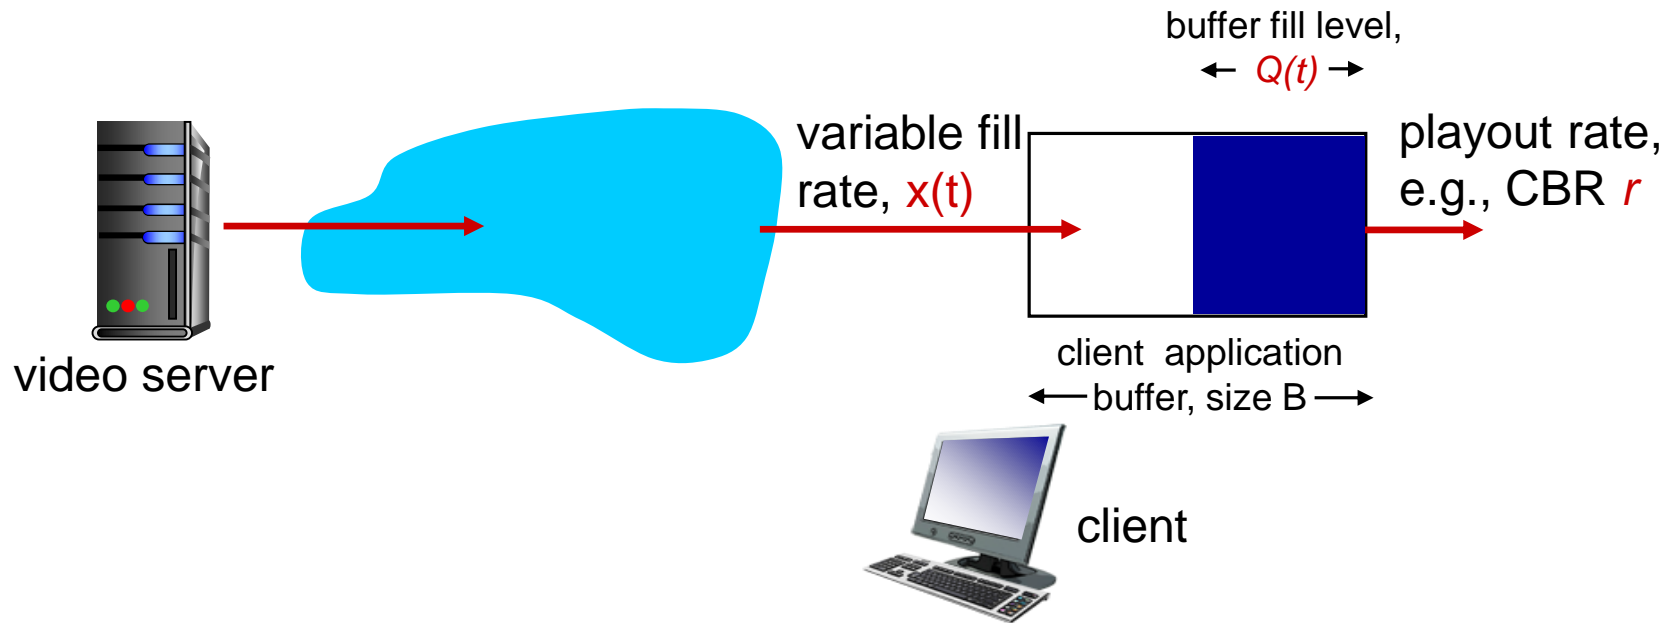 buffer fill level,
Q(t)
variable fill
rate, x(t)
playout rate,
e.g., CBR r
video server
client application
buffer, size B
client